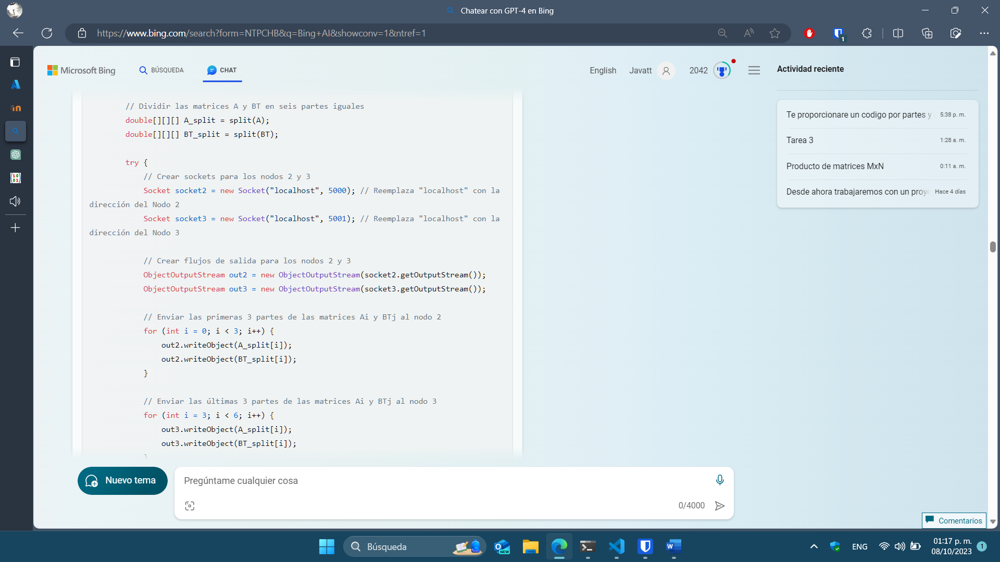 Chatear con GPT-4 en Bing
https://www.bing.com/search?form=NTPCHB&q=Bing+AI&showconv=1&ntref=1
1
Microsoft Bing
BÚSQUEDA
CHAT
English
Javatt
2042
Actividad reciente
Te proporcionare un codigo por partes y
5:38 p. m.
Tarea 3
1:28 a. m.
Producto de matrices MxN
0:11 a. m.
Desde ahora trabajaremos con un proye
Hace 4 días
// Dividir las matrices A y BT en seis partes iguales
double[][][] A_split = split(A);
double[][][] BT_split = split(BT);
try {
// Crear sockets para los nodos 2 y 3
Socket socket2 = new Socket("localhost", 5000); // Reemplaza "localhost" con la
dirección del Nodo 2
Socket socket3 = new Socket("localhost", 5001); // Reemplaza "localhost" con la
dirección del Nodo 3
// Crear flujos de salida para los nodos 2 y 3
ObjectOutputStream out2 = new ObjectOutputStream(socket2.getOutputStream());
ObjectOutputStream out3 = new ObjectOutputStream(socket3.getOutputStream());
// Enviar las primeras 3 partes de las matrices Ai y BTj al nodo 2
for (int i = 0; i < 3; i++) {
out2.writeObject(A_split[i]);
out2.writeObject(BT_split[i]);
}
// Enviar las últimas 3 partes de las matrices Ai y BTj al nodo 3
for (int i = 3; i < 6; i++) {
out3.writeObject(A_split[i]);
out3.writeObject(BT_split[i]);
}
Nuevo tema
Pregúntame cualquier cosa
0/4000
Comentarios
Búsqueda
NEW
ENG
01:17 p. m.
08/10/2023
1